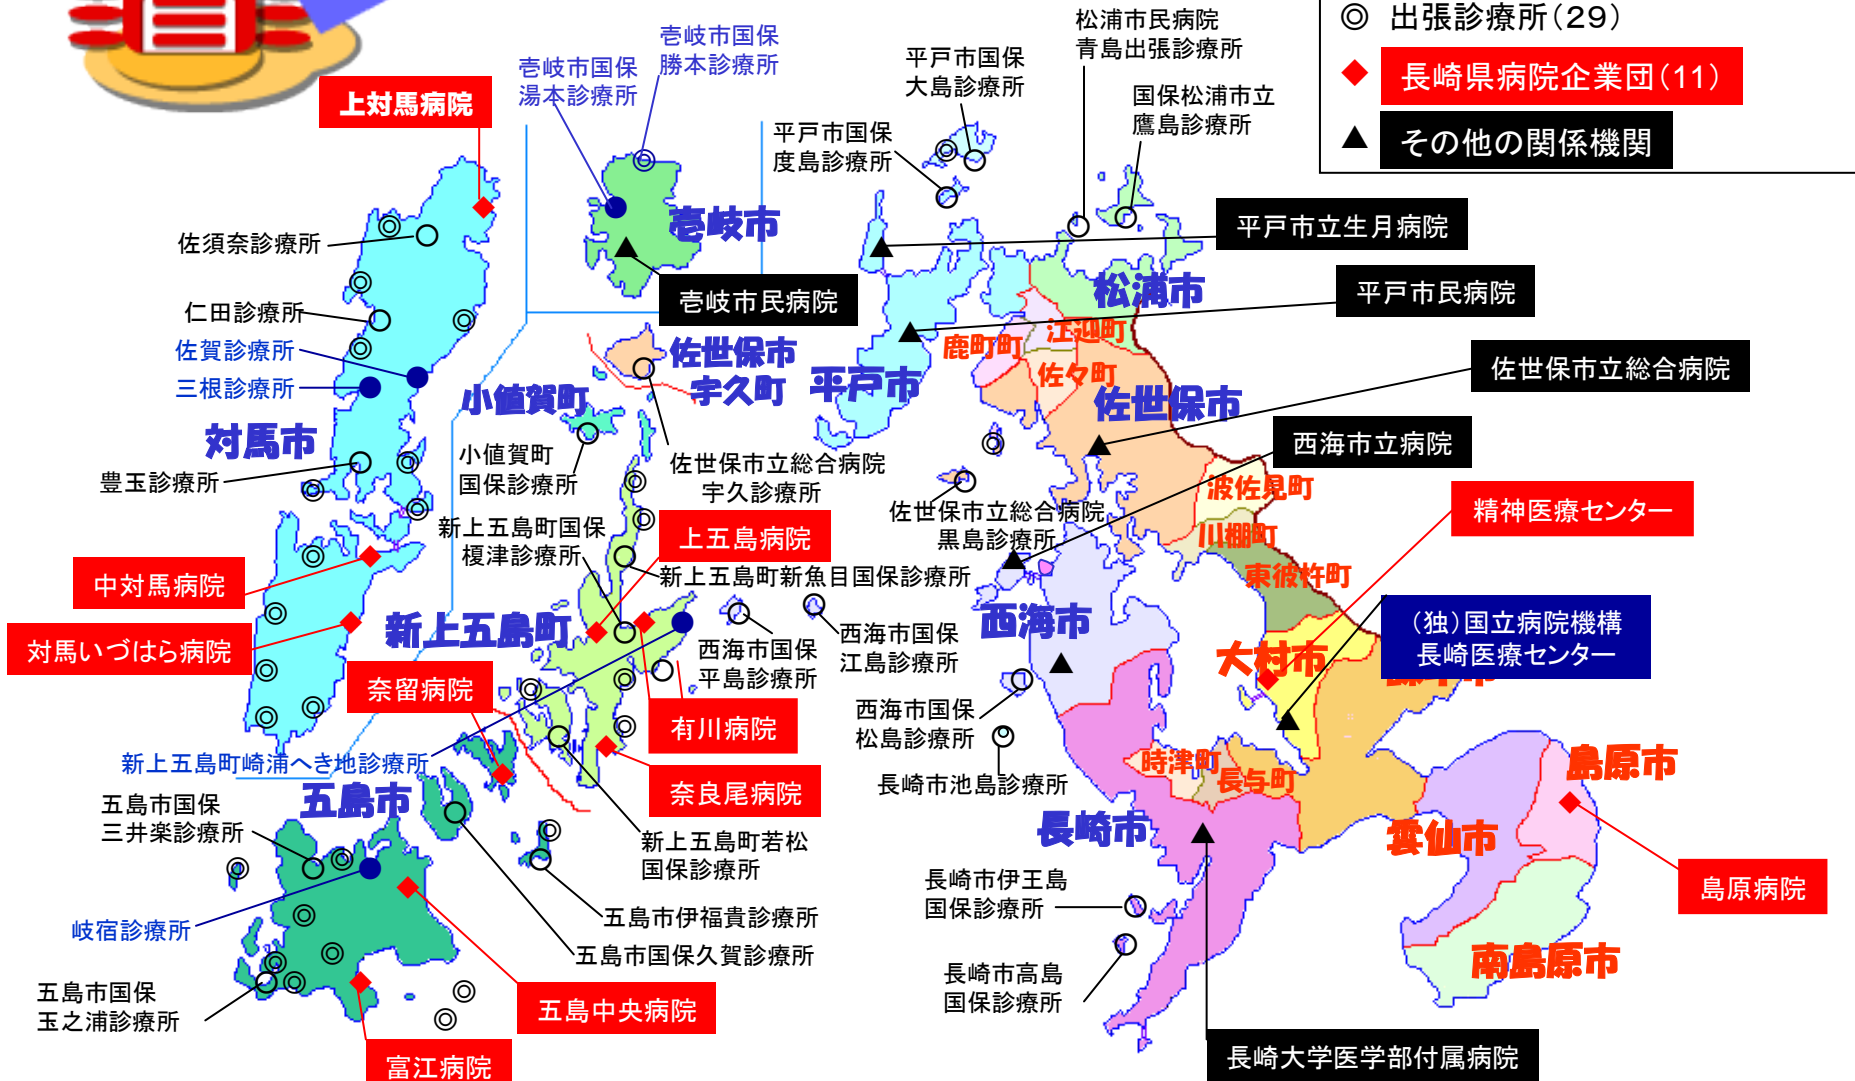 出張診療所(29)
長崎県病院企業団(11)
その他の関係機関
松浦市民病院
青島出張診療所
壱岐市国保
勝本診療所
壱岐市国保
湯本診療所
平戸市国保
大島診療所
国保松浦市立
鷹島診療所
平戸市国保
度島診療所
上対馬病院
佐須奈診療所
壱岐市
平戸市立生月病院
壱岐市民病院
松浦市
平戸市民病院
仁田診療所
佐賀診療所
三根診療所
鹿町町
江迎町
佐世保市
宇久町
平戸市
佐々町
佐世保市
佐世保市立総合病院
小値賀町
対馬市
小値賀町
国保診療所
佐世保市立総合病院
宇久診療所
西海市立病院
豊玉診療所
波佐見町
佐世保市立総合病院
黒島診療所
精神医療センター
新上五島町国保
榎津診療所
上五島病院
川棚町
新上五島町新魚目国保診療所
東彼杵町
中対馬病院
対馬いづはら病院
新上五島町
西海市国保
平島診療所
西海市国保
江島診療所
西海市
(独)国立病院機構
長崎医療センター
大村市
奈留病院
有川病院
西海市国保
松島診療所
新上五島町崎浦へき地診療所
奈良尾病院
長崎市池島診療所
時津町
長与町
島原市
五島市
五島市国保
三井楽診療所
新上五島町若松
国保診療所
長崎市
雲仙市
島原病院
長崎市伊王島
国保診療所
岐宿診療所
五島市伊福貴診療所
五島市国保久賀診療所
南島原市
長崎市高島
国保診療所
五島市国保
玉之浦診療所
五島中央病院
富江病院
長崎大学医学部付属病院